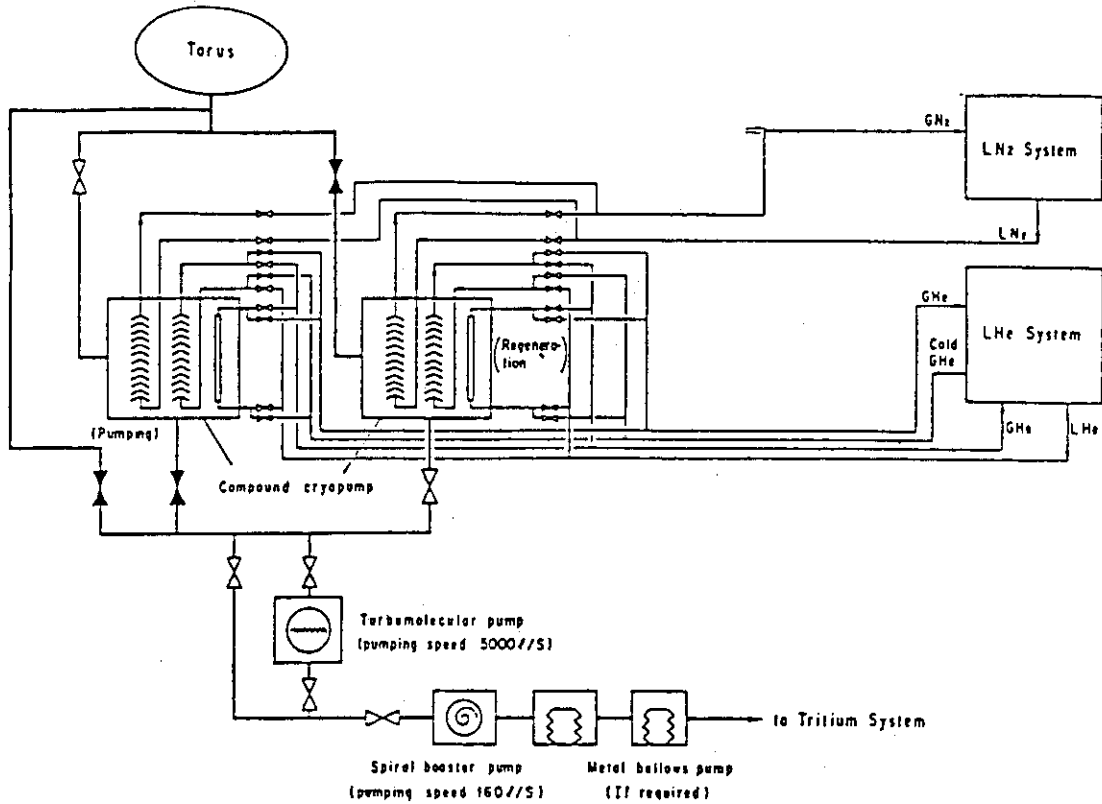 Torus
GN₂
LN₂ System
LN₂
GHe
LHe System
Cold
GHe
(Regenera-
tion)
(Pumping)
GHe
LHe
Compound cryopump
Turbomolecular pump
(pumping speed 5000l/S)
to Tritium System
Spiral booster pump
(pumping speed 160l/S)
Metal bellows pump
(If required)